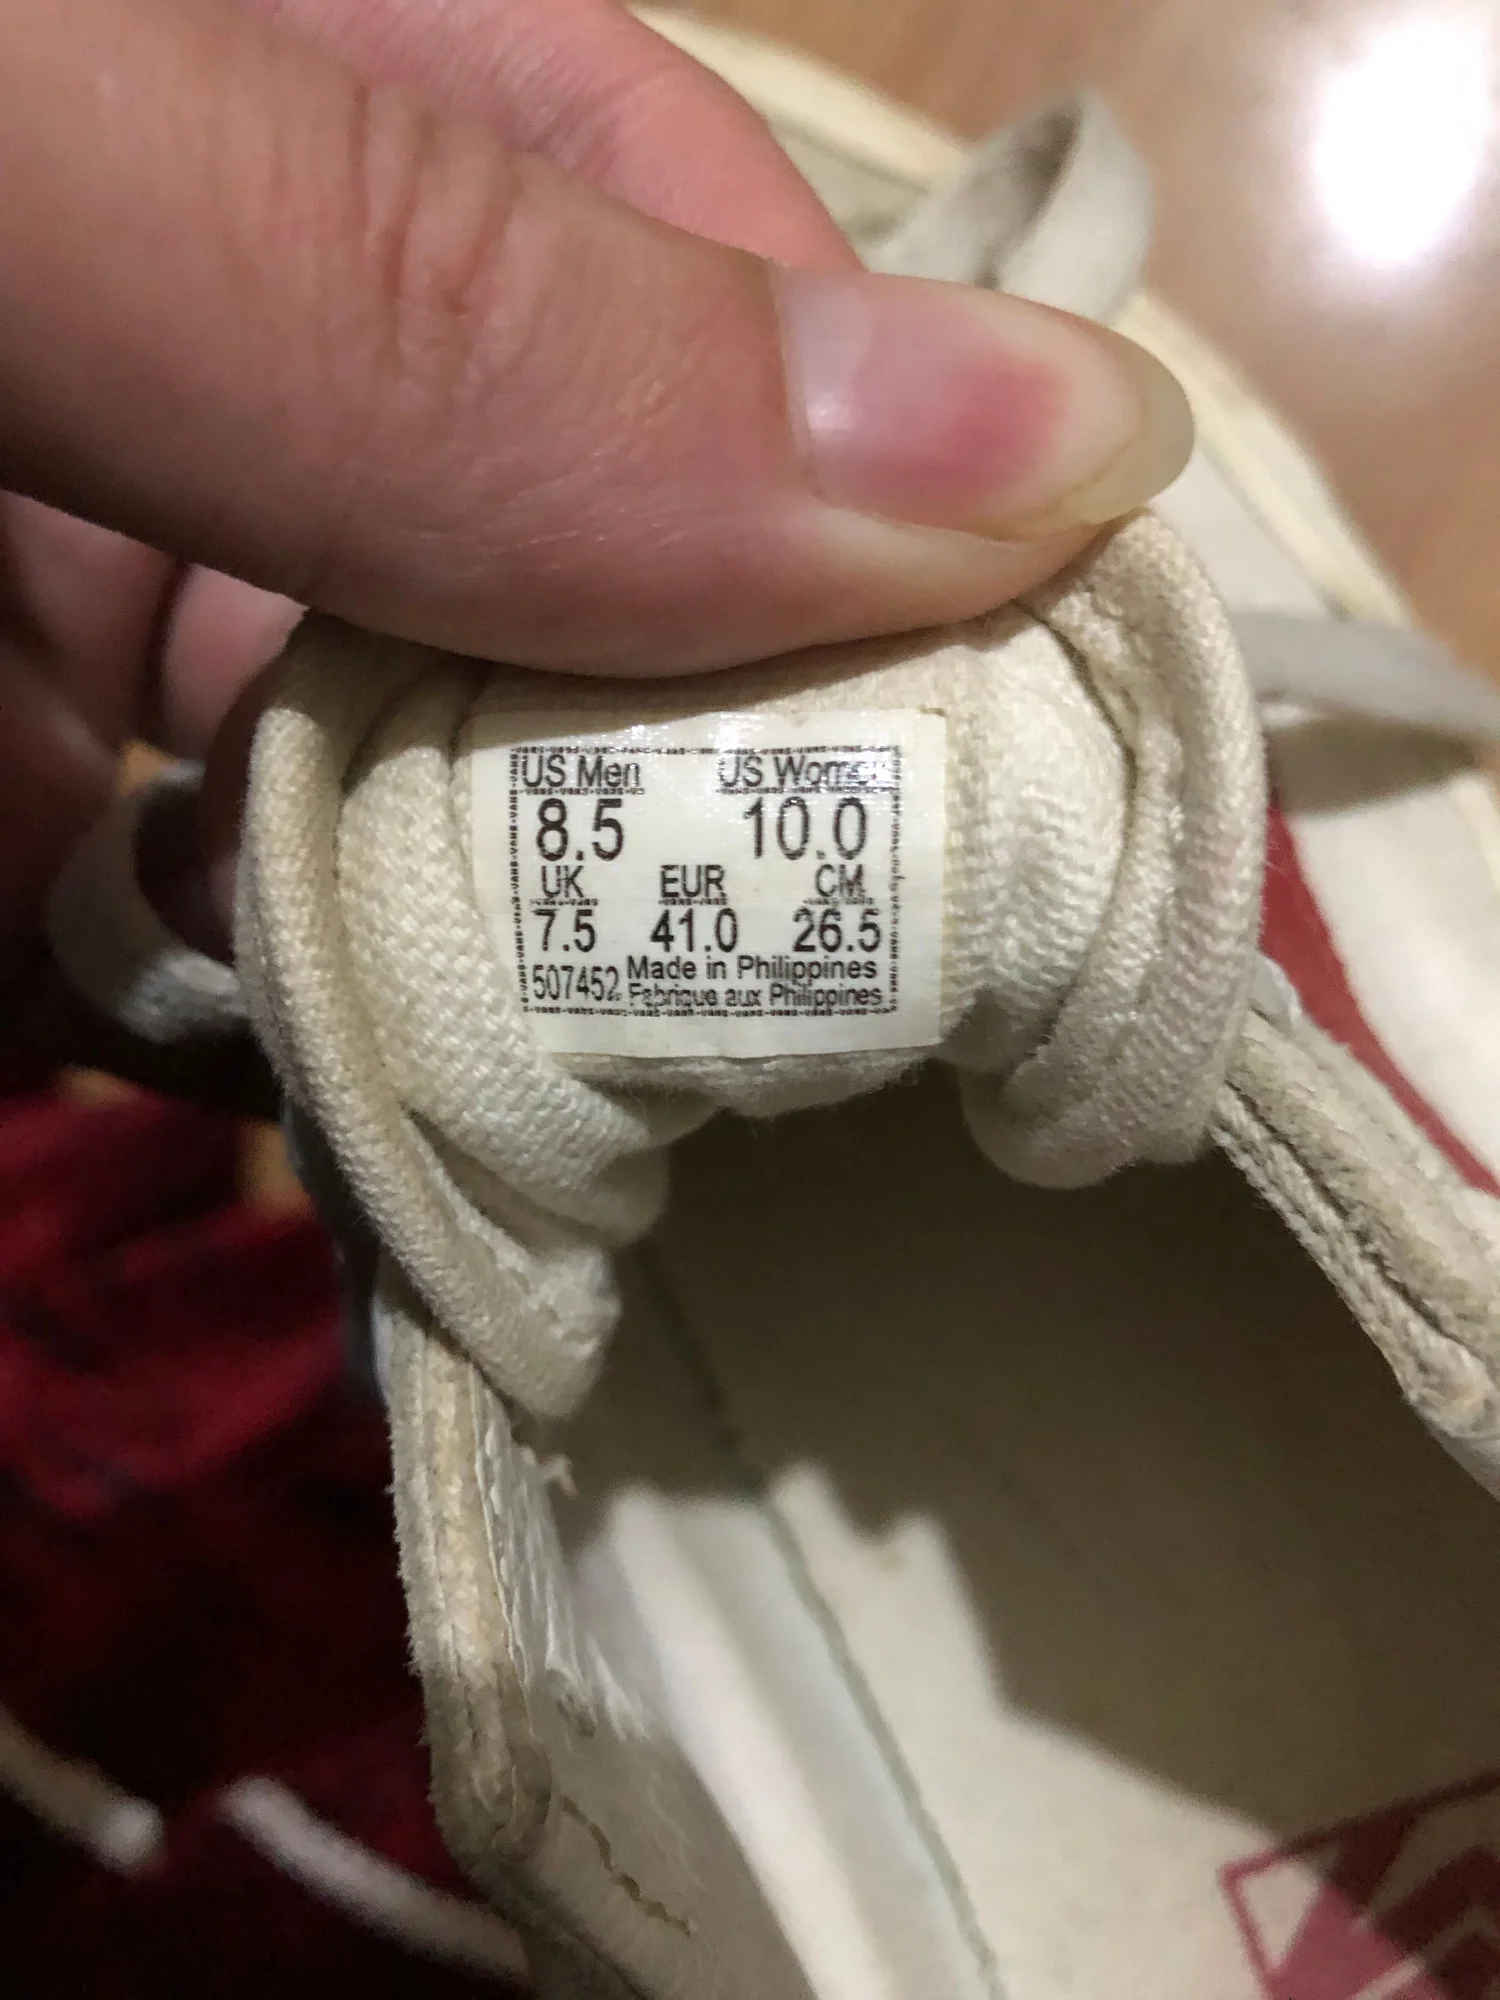 US Men US Women
8.5 10.0
UK EUR CM
7.5 41.0 26.5
507452 Made in Philippines
Fabrique aux Philippines